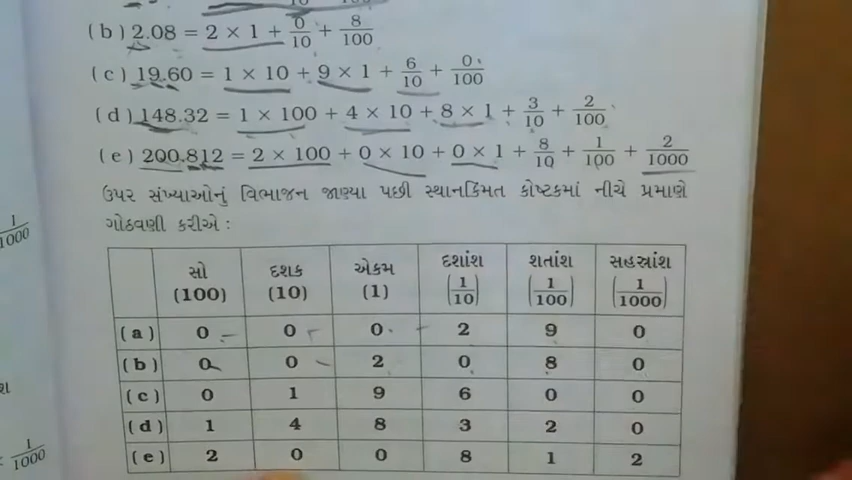 (b) 2.08 = 2 × 1 + 0/10 + 8/100
(c) 19.60 = 1 × 10 + 9 × 1 + 6/10 + 0/100
(d) 148.32 = 1 × 100 + 4 × 10 + 8 × 1 + 3/10 + 2/100
(e) 200.812 = 2 × 100 + 0 × 10 + 0 × 1 + 8/10 + 1/100 + 2/1000
ઉપર સંખ્યાઓનું વિભાજન જાણ્યા પછી સ્થાનકિંમત કોષ્ટકમાં નીચે પ્રમાણે
ગોઠવણી કરીએ :
સો (100) દશક (10) એકમ (1) દશાંશ (1/10) શતાંશ (1/100) સહસ્રાંશ (1/1000)
(a) 0 0 0 2 9 0
(b) 0 0 2 0 8 0
(c) 0 1 9 6 0 0
(d) 1 4 8 3 2 0
(e) 2 0 0 8 1 2
1/1000
1/1000